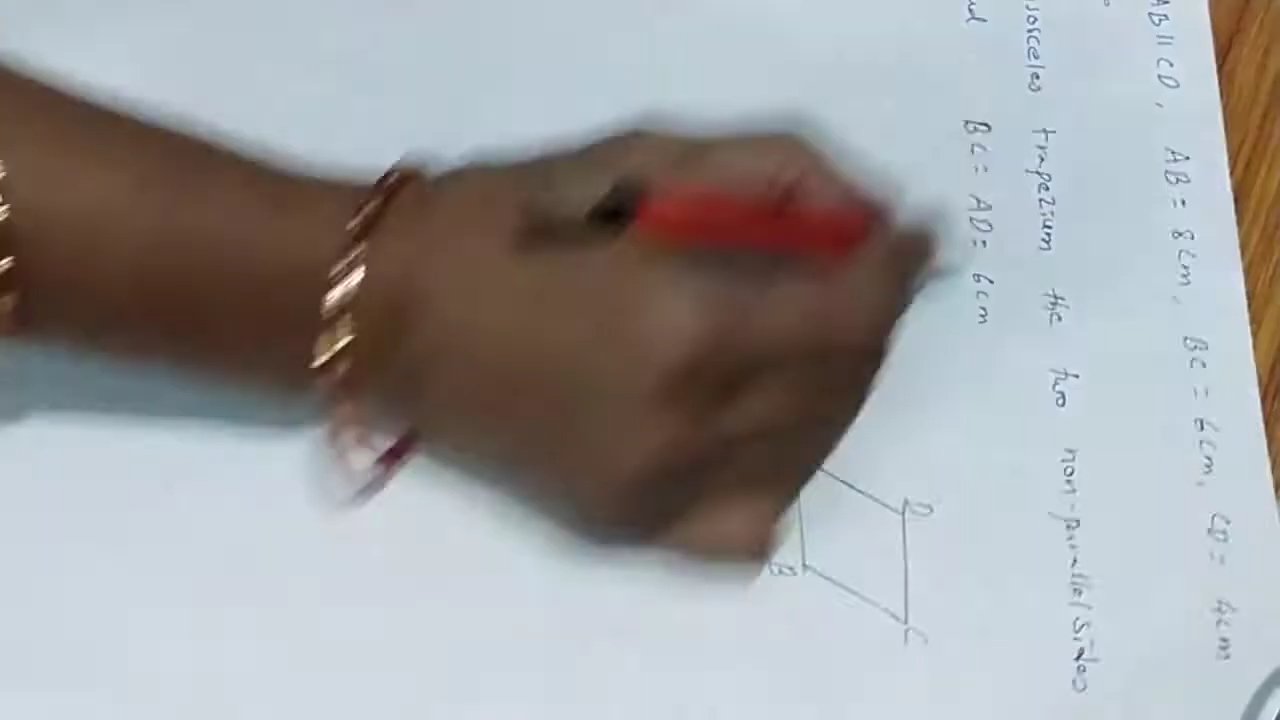 AB || CD, AB = 8cm, BC = 6cm, CD = 4cm
isosceles trapezium the two non-parallel sides
BC = AD = 6cm
D
C
B